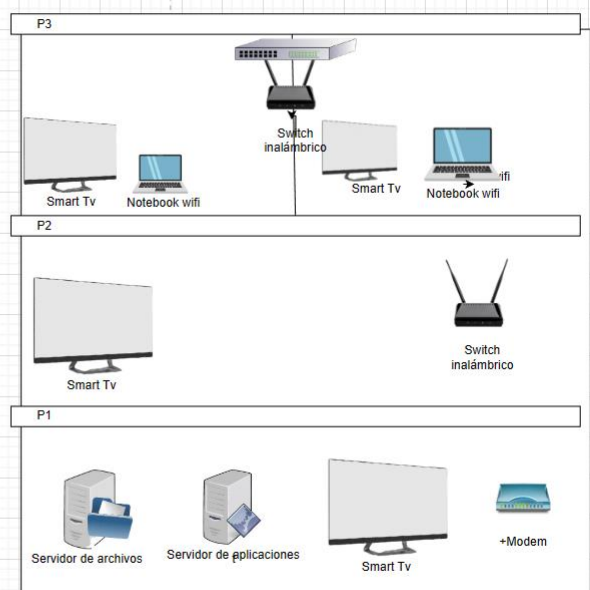 P3
Switch
inalámbrico
Smart Tv
Notebook wifi
Smart Tv
Notebook wifi
ifi
P2
Smart Tv
Switch
inalámbrico
P1
Servidor de archivos
Servidor de aplicaciones
Smart Tv
+Modem